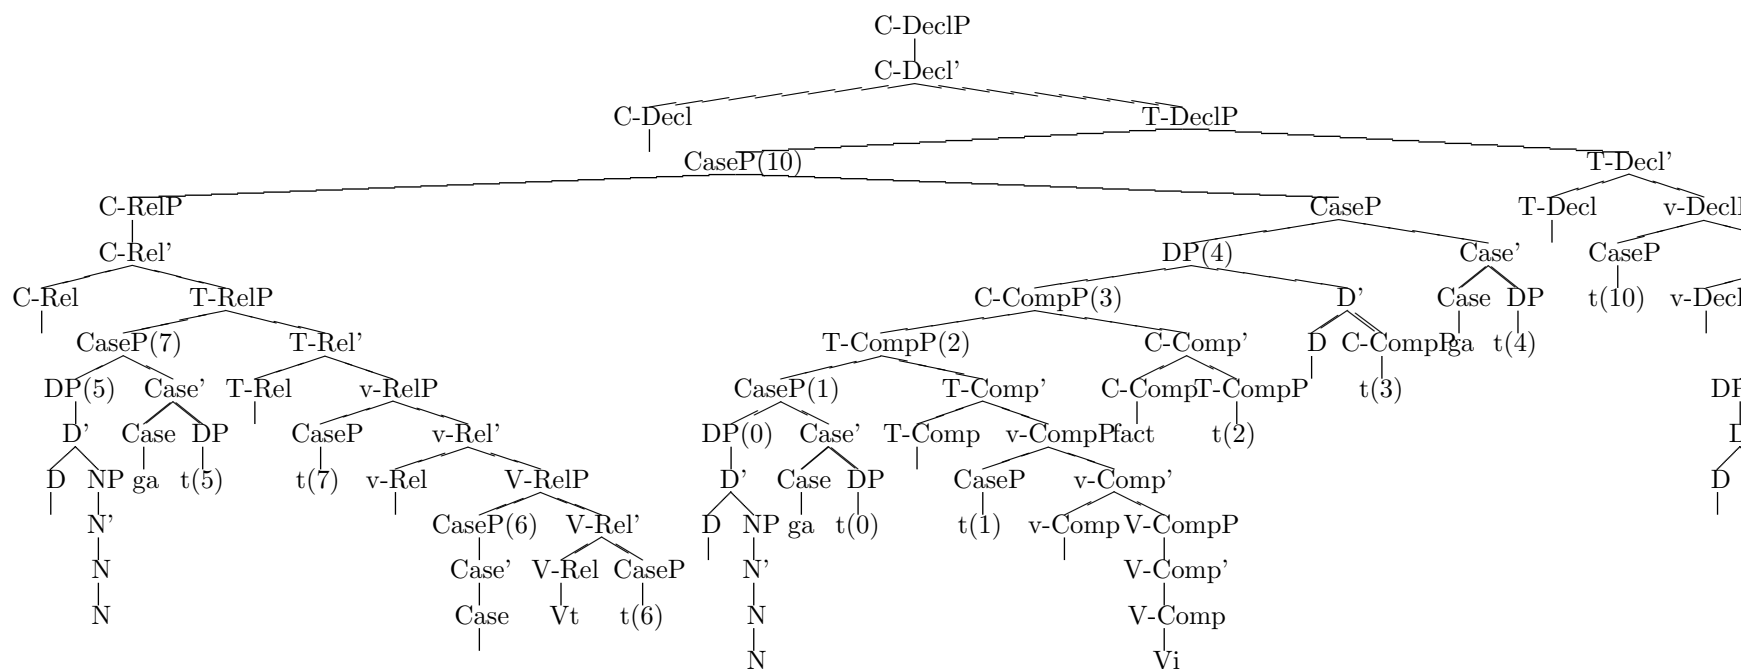 C-DeclP
C-Decl’
C-Decl T-DeclP
CaseP(10) T-Decl’
C-RelP CaseP T-Decl v-DeclP
C-Rel’ DP(4) Case’ CaseP
C-Rel T-RelP C-CompP(3) D’ Case DP t(10) v-Decl
CaseP(7) T-Rel’ T-CompP(2) C-Comp’ D C-CompP ga t(4)
DP(5) Case’ T-Rel v-RelP CaseP(1) T-Comp’ C-Comp T-CompP t(3) DP
D’ Case DP CaseP v-Rel’ DP(0) Case’ T-Comp v-CompP fact t(2)
D NP ga t(5) t(7) v-Rel V-RelP D’ Case DP CaseP v-Comp’ D
N’ CaseP(6) V-Rel’ D NP ga t(0) t(1) v-Comp V-CompP
N Case’ V-Rel CaseP N’ V-Comp’
N Case Vt t(6) N V-Comp
N Vi